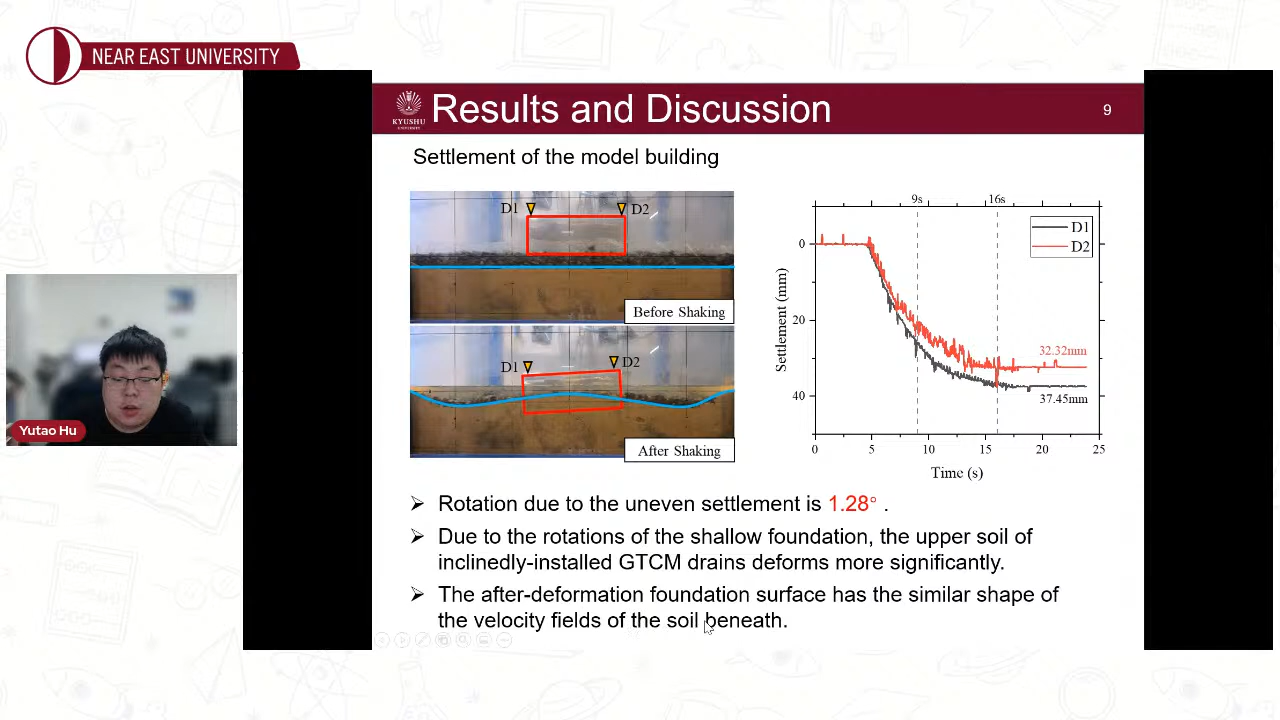 NEAR EAST UNIVERSITY
KYUSHU
UNIVERSITY
Results and Discussion
9
Settlement of the model building
D1
D2
Before Shaking
D1
D2
After Shaking
9s
16s
D1
D2
0
20
40
Settlement (mm)
32.32mm
37.45mm
0
5
10
15
20
25
Time (s)
Yutao Hu
➢ Rotation due to the uneven settlement is 1.28° .
➢ Due to the rotations of the shallow foundation, the upper soil of
inclinedly-installed GTCM drains deforms more significantly.
➢ The after-deformation foundation surface has the similar shape of
the velocity fields of the soil beneath.